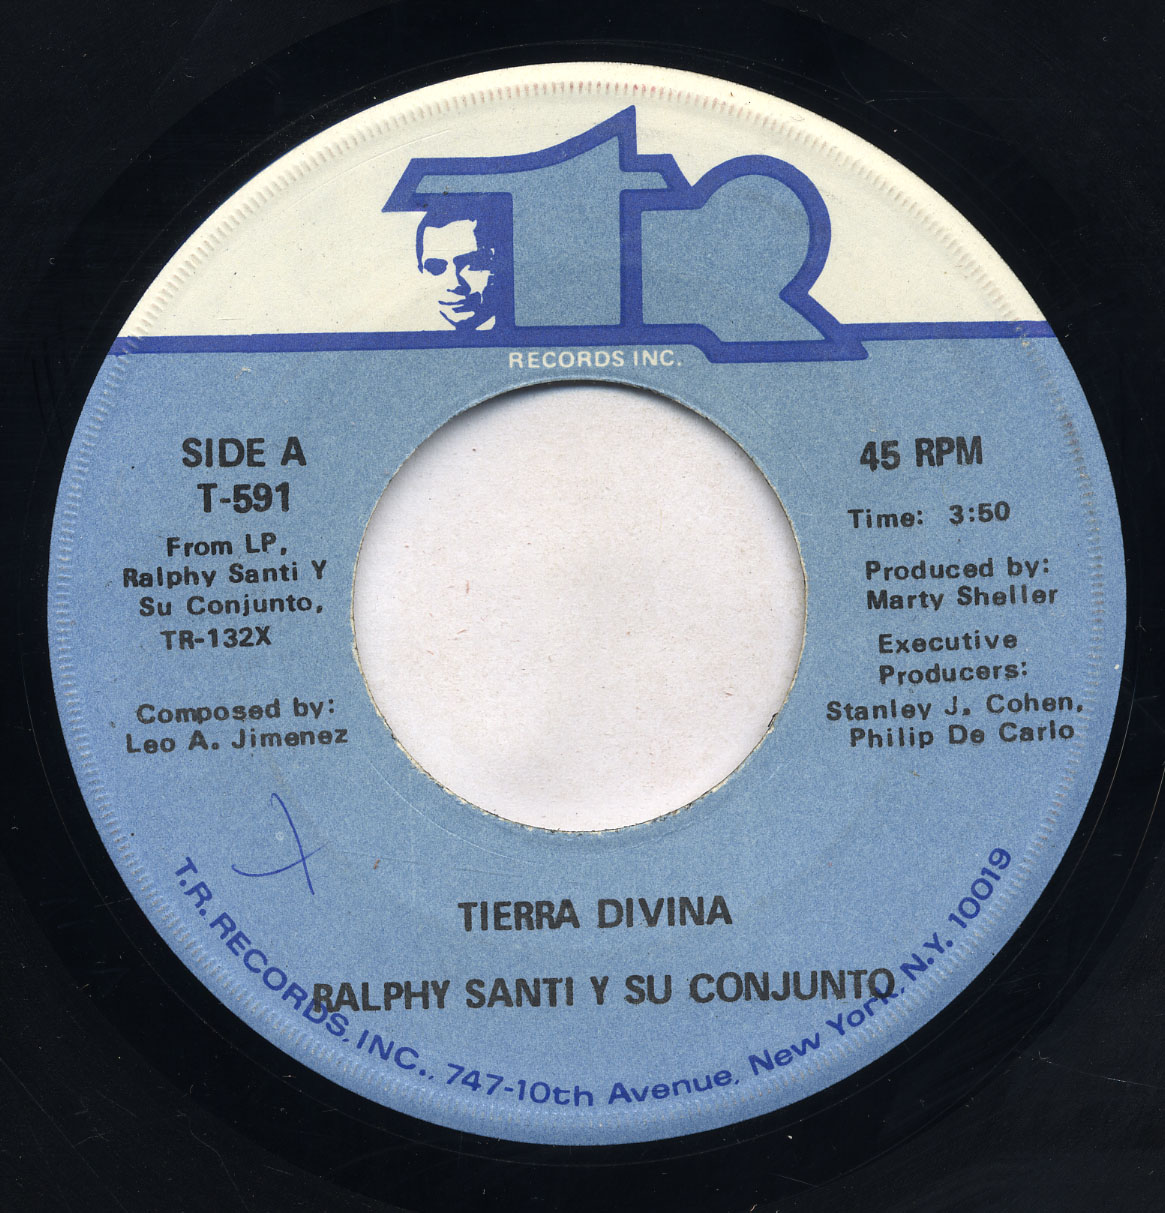 TR
RECORDS INC.
SIDE A
T-591
From LP,
Ralphy Santi Y
Su Conjunto,
TR-132X
Composed by:
Leo A. Jimenez
45 RPM
Time: 3:50
Produced by:
Marty Sheller
Executive
Producers:
Stanley J. Cohen,
Philip De Carlo
TIERRA DIVINA
RALPHY SANTI Y SU CONJUNTO
T.R. RECORDS, INC., 747-10th Avenue, New York, N.Y. 10019